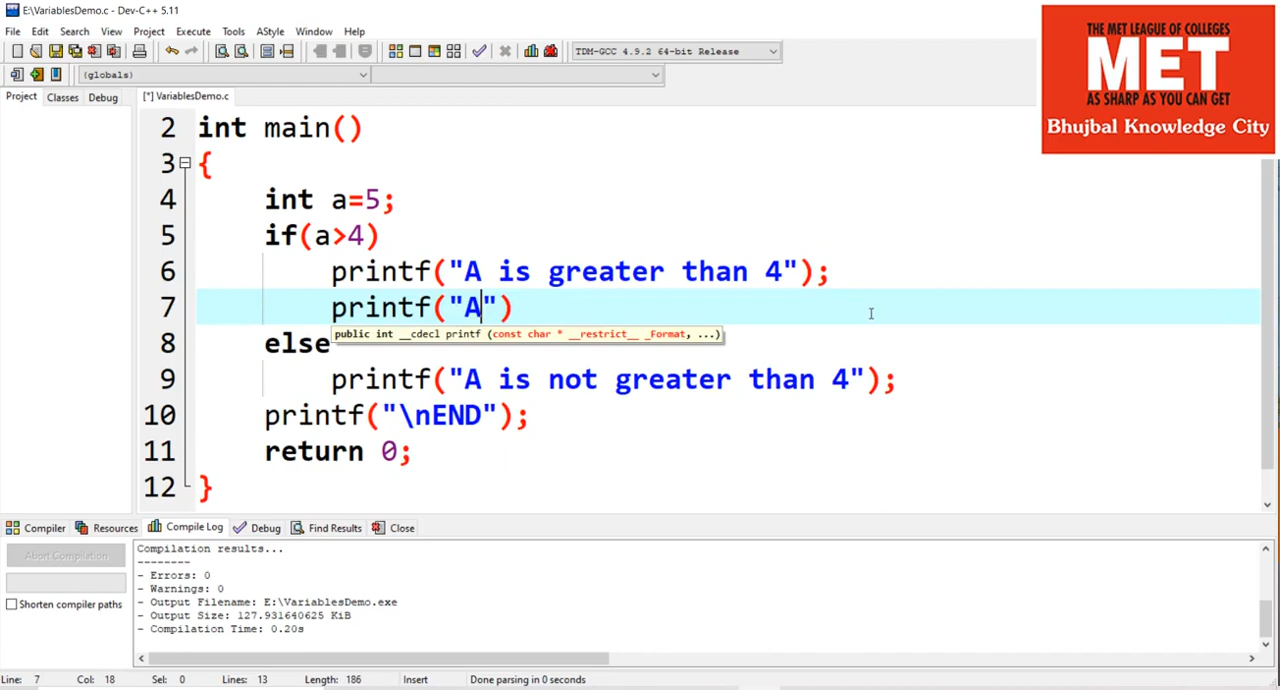 E:\VariablesDemo.c - Dev-C++ 5.11
File Edit Search View Project Execute Tools AStyle Window Help
TDM-GCC 4.9.2 64-bit Release
(globals)
Project Classes Debug
[*] VariablesDemo.c
THE MET LEAGUE OF COLLEGES
MET
AS SHARP AS YOU CAN GET
Bhujbal Knowledge City
2 int main()
3 {
4 int a=5;
5 if(a>4)
6 printf("A is greater than 4");
7 printf("A")
public int __cdecl printf (const char * __restrict__ _Format, ...)
8 else
9 printf("A is not greater than 4");
10 printf("\nEND");
11 return 0;
12 }
Compiler Resources Compile Log Debug Find Results Close
Abort Compilation
Shorten compiler paths
Compilation results...
--------
- Errors: 0
- Warnings: 0
- Output Filename: E:\VariablesDemo.exe
- Output Size: 127.931640625 KiB
- Compilation Time: 0.20s
Line: 7 Col: 18 Sel: 0 Lines: 13 Length: 186 Insert Done parsing in 0 seconds